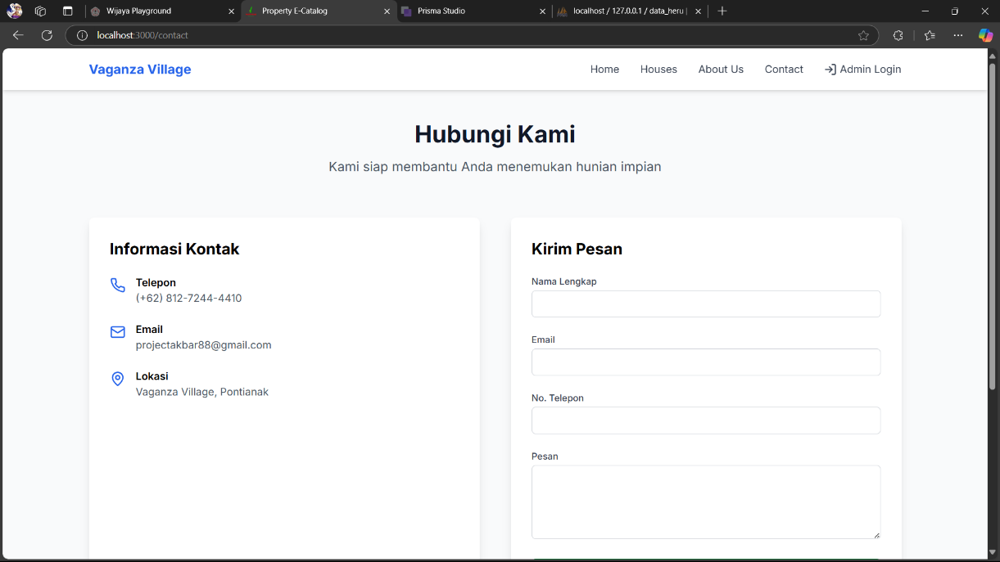 Wijaya Playground
Property E-Catalog
Prisma Studio
localhost / 127.0.0.1 / data_heru |
localhost:3000/contact
Vaganza Village
Home
Houses
About Us
Contact
Admin Login
Hubungi Kami
Kami siap membantu Anda menemukan hunian impian
Informasi Kontak
Telepon
(+62) 812-7244-4410
Email
projectakbar88@gmail.com
Lokasi
Vaganza Village, Pontianak
Kirim Pesan
Nama Lengkap
Email
No. Telepon
Pesan